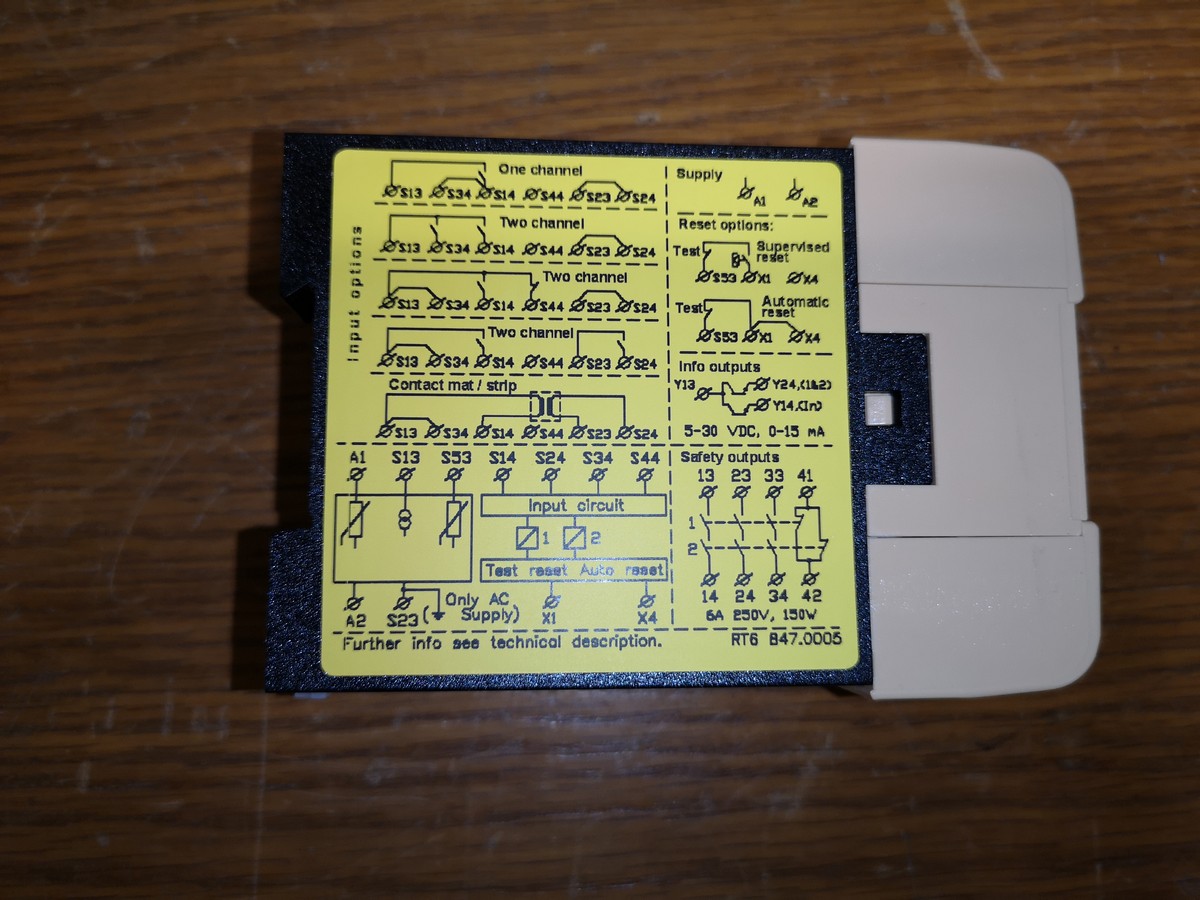 Input options
One channel
S13 S34 S14 S44 S23 S24
Two channel
S13 S34 S14 S44 S23 S24
Two channel
S13 S34 S14 S44 S23 S24
Two channel
S13 S34 S14 S44 S23 S24
Contact mat / strip
S13 S34 S14 S44 S23 S24
Supply
A1 A2
Reset options:
Test Supervised
reset
S53 X1 X4
Test Automatic
reset
S53 X1 X4
Info outputs
Y13 Y24,(1&2)
Y14,(In)
5-30 VDC, 0-15 mA
A1 S13 S53 S14 S24 S34 S44
Input circuit
1 2
Test reset Auto reset
A2 S23 (Only AC
Supply) X1 X4
Safety outputs
13 23 33 41
1
2
14 24 34 42
6A 250V, 150W
Further info see technical description. RT6 847.0005